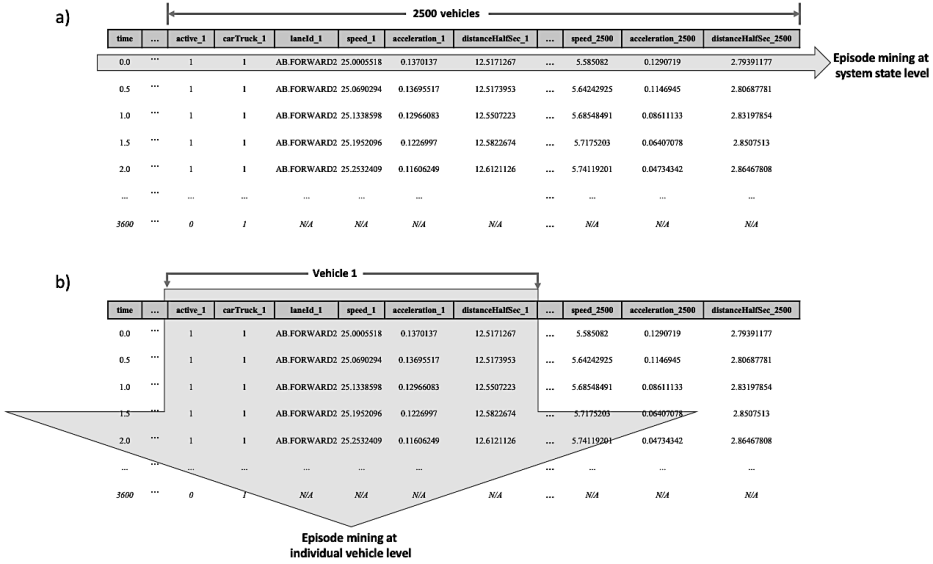 a)
2500 vehicles
time ... active_1 carTruck_1 laneId_1 speed_1 acceleration_1 distanceHalfSec_1 ... speed_2500 acceleration_2500 distanceHalfSec_2500
0.0 ... 1 1 AB.FORWARD2 25.0005518 0.1370137 12.5171267 ... 5.585082 0.1290719 2.79391177
Episode mining at
system state level
0.5 ... 1 1 AB.FORWARD2 25.0690294 0.13695517 12.5173953 ... 5.64242925 0.1146945 2.80687781
1.0 ... 1 1 AB.FORWARD2 25.1338598 0.12966083 12.5507223 ... 5.68548491 0.08611133 2.83197854
1.5 ... 1 1 AB.FORWARD2 25.1952096 0.1226997 12.5822674 ... 5.7175203 0.06407078 2.8507513
2.0 ... 1 1 AB.FORWARD2 25.2532409 0.11606249 12.6121126 ... 5.74119201 0.04734342 2.86467808
... ... ... ... ... ... ... ... ... ... ... ...
3600 ... 0 1 N/A N/A N/A N/A ... N/A N/A N/A
b)
Vehicle 1
time ... active_1 carTruck_1 laneId_1 speed_1 acceleration_1 distanceHalfSec_1 ... speed_2500 acceleration_2500 distanceHalfSec_2500
0.0 ... 1 1 AB.FORWARD2 25.0005518 0.1370137 12.5171267 ... 5.585082 0.1290719 2.79391177
0.5 ... 1 1 AB.FORWARD2 25.0690294 0.13695517 12.5173953 ... 5.64242925 0.1146945 2.80687781
1.0 ... 1 1 AB.FORWARD2 25.1338598 0.12966083 12.5507223 ... 5.68548491 0.08611133 2.83197854
1.5 ... 1 1 AB.FORWARD2 25.1952096 0.1226997 12.5822674 ... 5.7175203 0.06407078 2.8507513
2.0 ... 1 1 AB.FORWARD2 25.2532409 0.11606249 12.6121126 ... 5.74119201 0.04734342 2.86467808
... ... ... ... ... ... ... ... ... ... ... ...
3600 ... 0 1 N/A N/A N/A N/A ... N/A N/A N/A
Episode mining at
individual vehicle level